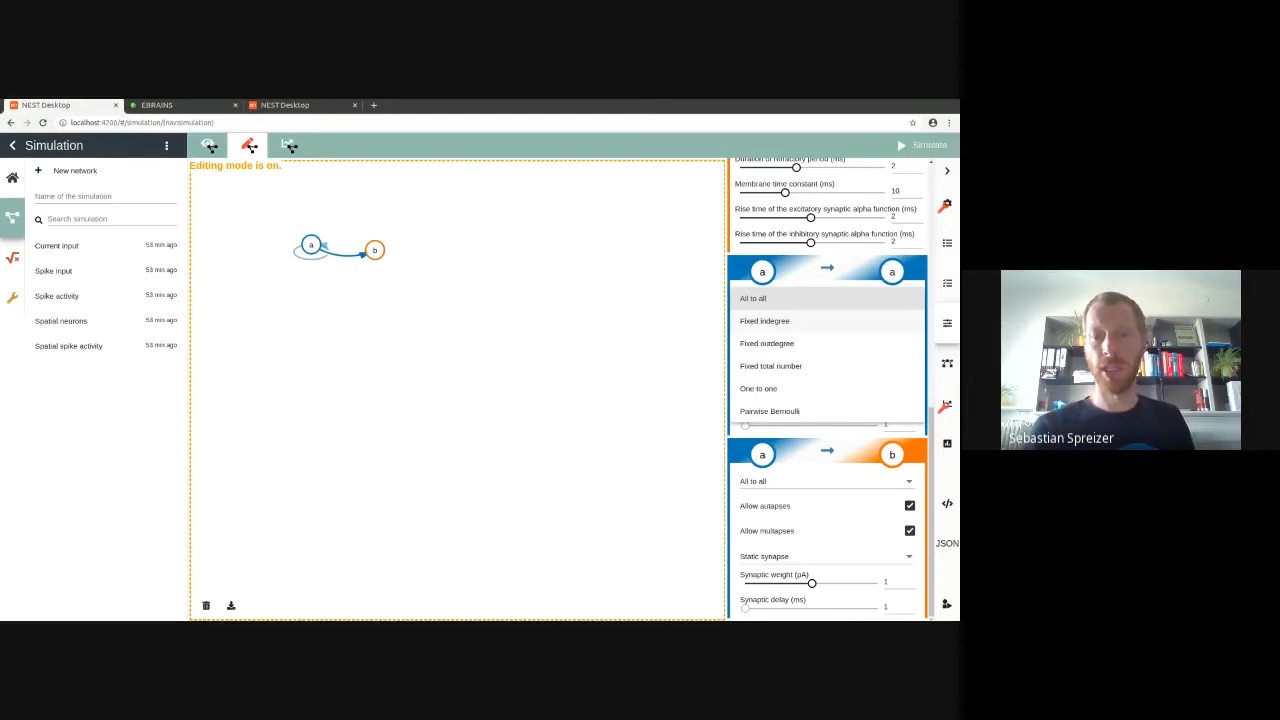 NEST Desktop
EBRAINS
NEST Desktop
localhost:4200/#/simulation/(nav:simulation)
Simulation
Simulate
New network
Name of the simulation
Search simulation
Current input 53 min ago
Spike input 53 min ago
Spike activity 53 min ago
Spatial neurons 53 min ago
Spatial spike activity 53 min ago
Editing mode is on.
a
b
Duration of refractory period (ms)
2
Membrane time constant (ms)
10
Rise time of the excitatory synaptic alpha function (ms)
2
Rise time of the inhibitory synaptic alpha function (ms)
2
a a
All to all
Fixed indegree
Fixed outdegree
Fixed total number
One to one
Pairwise Bernoulli
1
a b
All to all
Allow autapses
Allow multapses
Static synapse
Synaptic weight (pA)
1
Synaptic delay (ms)
1
</>
JSON
Sebastian Spreizer